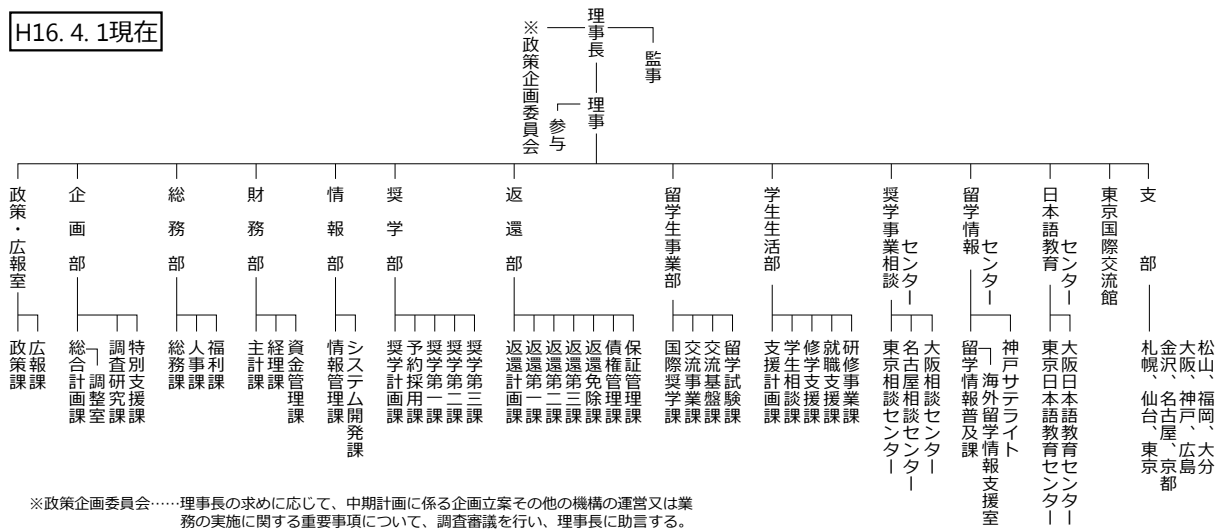 H16. 4. 1現在
理事長
監事
※政策企画委員会
理事
参与
政策・広報室
企画部
総務部
財務部
情報部
奨学部
返還部
留学生事業部
学生生活部
奨学事業相談
センター
留学情報
センター
日本語教育
センター
東京国際交流館
支部
政策課
広報課
総合計画課
調整室
調査研究課
特別支援課
総務課
人事課
福利課
主計課
経理課
資金管理課
情報管理課
システム開発課
奨学計画課
予約採用課
奨学第一課
奨学第二課
奨学第三課
返還計画課
返還第一課
返還第二課
返還第三課
返還免除課
債権管理課
保証管理課
国際奨学課
交流事業課
交流基盤課
留学試験課
支援計画課
学生相談課
修学支援課
就職支援課
研修事業課
東京相談センター
名古屋相談センター
大阪相談センター
留学情報普及課
海外留学情報支援室
神戸サテライト
東京日本語教育センター
大阪日本語教育センター
札幌、仙台、東京
金沢、名古屋、京都
大阪、神戸、広島
松山、福岡、大分
※政策企画委員会……理事長の求めに応じて、中期計画に係る企画立案その他の機構の運営又は業
務の実施に関する重要事項について、調査審議を行い、理事長に助言する。